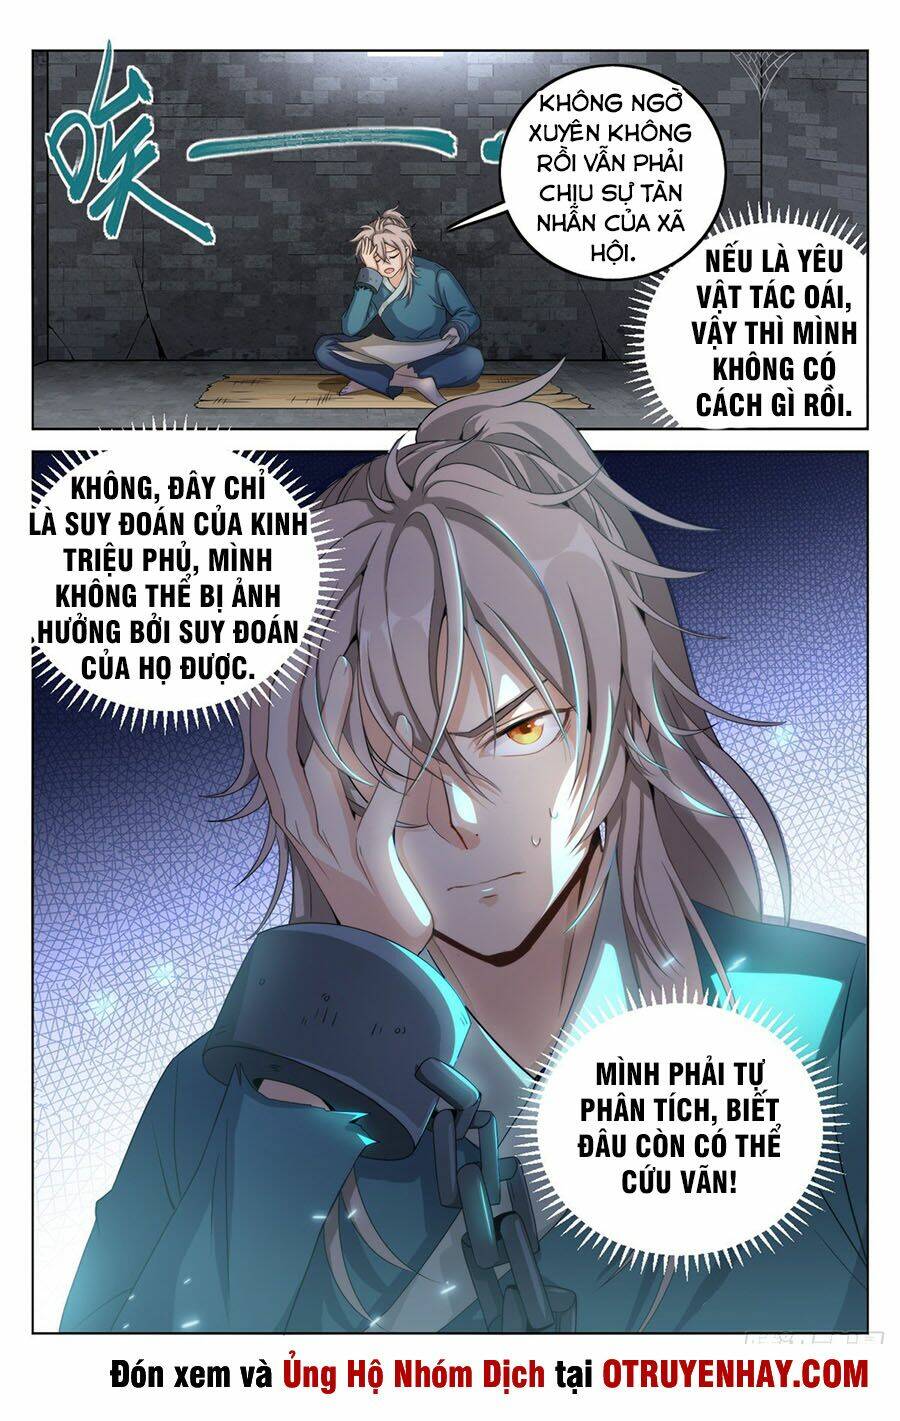 唉——
KHÔNG NGỜ
XUYÊN KHÔNG
RỒI VẪN PHẢI
CHỊU SỰ TÀN
NHẪN CỦA XÃ
HỘI.
NẾU LÀ YÊU
VẬT TÁC OÁI,
VẬY THÌ MÌNH
KHÔNG CÓ
CÁCH GÌ RỒI.
KHÔNG, ĐÂY CHỈ
LÀ SUY ĐOÁN CỦA KINH
TRIỆU PHỦ, MÌNH
KHÔNG THỂ BỊ ẢNH
HƯỞNG BỞI SUY ĐOÁN
CỦA HỌ ĐƯỢC.
MÌNH PHẢI TỰ
PHÂN TÍCH, BIẾT
ĐÂU CÒN CÓ THỂ
CỨU VÃN!
Đón xem và Ủng Hộ Nhóm Dịch tại OTRUYENHAY.COM